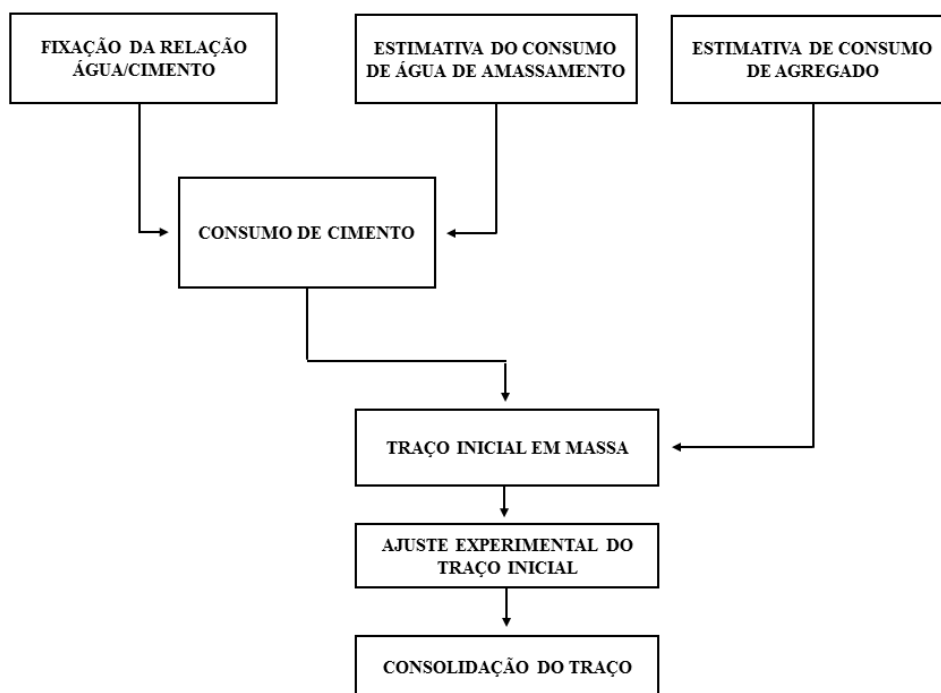 FIXAÇÃO DA RELAÇÃO
ÁGUA/CIMENTO
ESTIMATIVA DO CONSUMO
DE ÁGUA DE AMASSAMENTO
ESTIMATIVA DE CONSUMO
DE AGREGADO
CONSUMO DE CIMENTO
TRAÇO INICIAL EM MASSA
AJUSTE EXPERIMENTAL DO
TRAÇO INICIAL
CONSOLIDAÇÃO DO TRAÇO